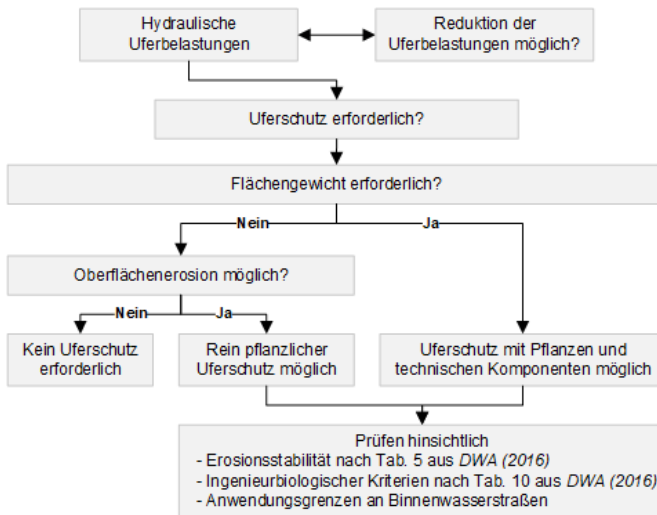 Hydraulische
Uferbelastungen
Reduktion der
Uferbelastungen möglich?
Uferschutz erforderlich?
Flächengewicht erforderlich?
Nein
Ja
Oberflächenerosion möglich?
Nein
Ja
Kein Uferschutz
erforderlich
Rein pflanzlicher
Uferschutz möglich
Uferschutz mit Pflanzen und
technischen Komponenten möglich
Prüfen hinsichtlich
- Erosionsstabilität nach Tab. 5 aus DWA (2016)
- Ingenieurbiologischer Kriterien nach Tab. 10 aus DWA (2016)
- Anwendungsgrenzen an Binnenwasserstraßen